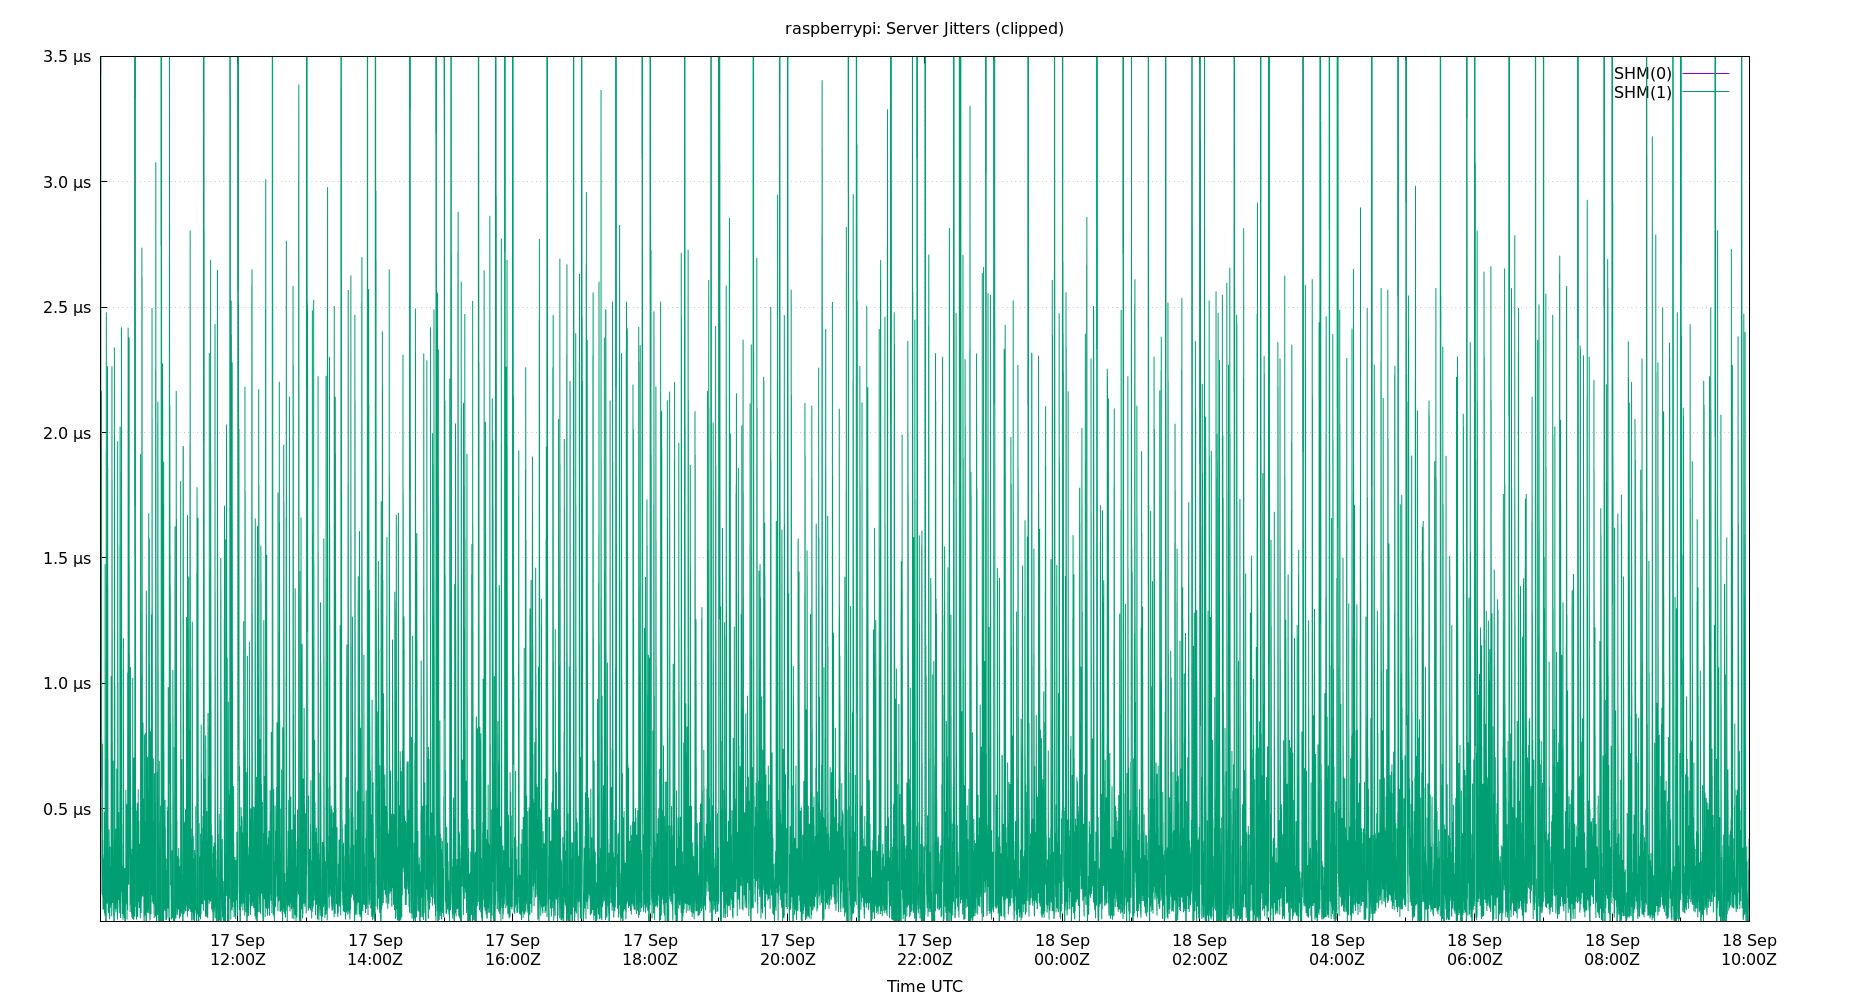 raspberrypi: Server Jitters (clipped)
3.5 μs
3.0 μs
2.5 μs
2.0 μs
1.5 μs
1.0 μs
0.5 μs
SHM(0)
SHM(1)
17 Sep 17 Sep 17 Sep 17 Sep 17 Sep 17 Sep 18 Sep 18 Sep 18 Sep 18 Sep 18 Sep 18 Sep
12:00Z 14:00Z 16:00Z 18:00Z 20:00Z 22:00Z 00:00Z 02:00Z 04:00Z 06:00Z 08:00Z 10:00Z
Time UTC